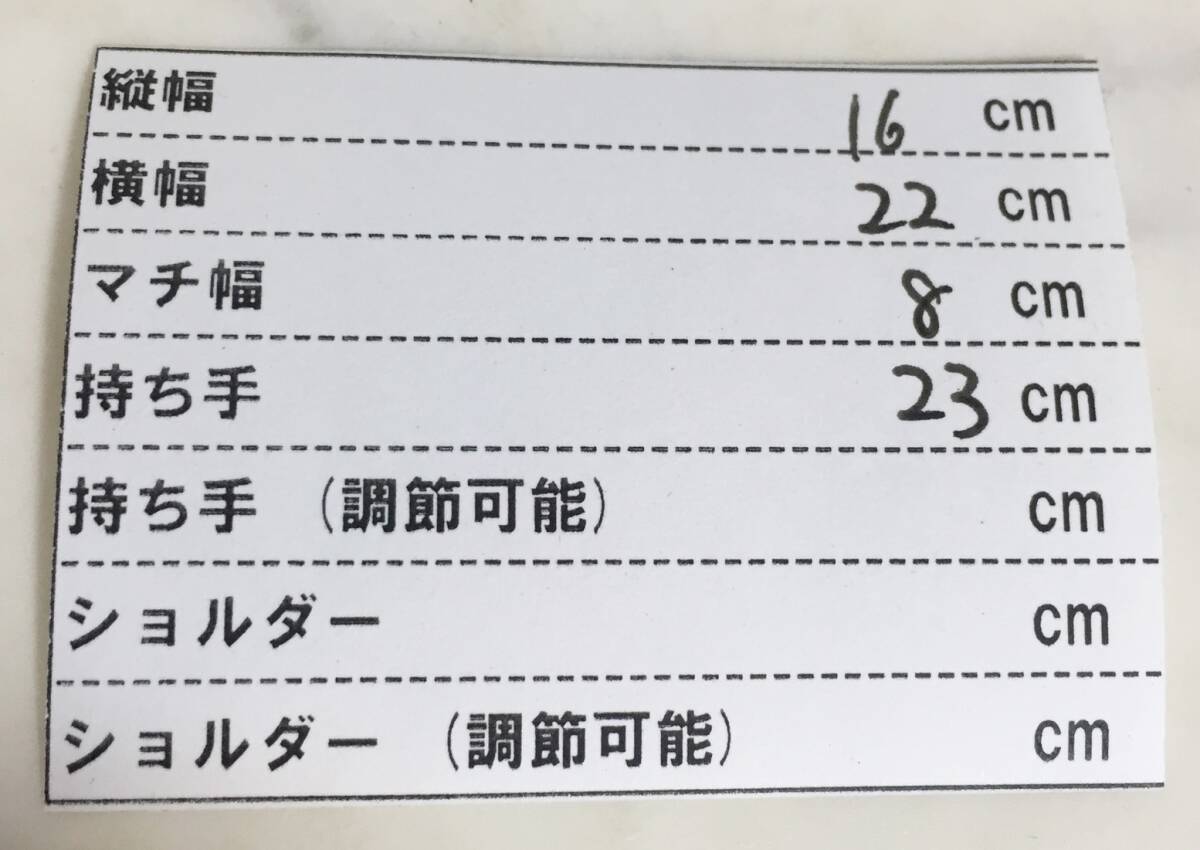 縦幅 16 cm
横幅 22 cm
マチ幅 8 cm
持ち手 23 cm
持ち手 (調節可能) cm
ショルダー cm
ショルダー (調節可能) cm